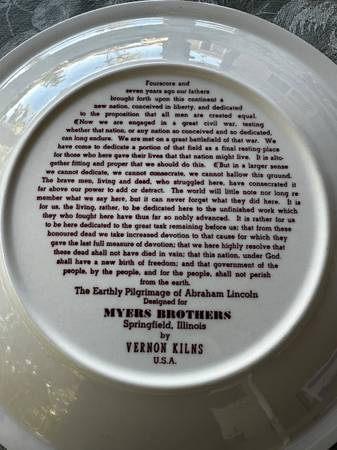 Fourscore and
seven years ago our fathers
brought forth upon this continent a
new nation, conceived in liberty, and dedicated
to the proposition that all men are created equal.
☾Now we are engaged in a great civil war, testing
whether that nation, or any nation so conceived and so dedicated,
can long endure. We are met on a great battlefield of that war. We
have come to dedicate a portion of that field as a final resting-place
for those who here gave their lives that that nation might live. It is alto-
gether fitting and proper that we should do this. ☾But in a larger sense
we cannot dedicate, we cannot consecrate, we cannot hallow this ground.
The brave men, living and dead, who struggled here, have consecrated it
far above our power to add or detract. The world will little note nor long re-
member what we say here, but it can never forget what they did here. It is
for us, the living, rather, to be dedicated here to the unfinished work which
they who fought here have thus far so nobly advanced. It is rather for us
to be here dedicated to the great task remaining before us; that from these
honoured dead we take increased devotion to that cause for which they
gave the last full measure of devotion; that we here highly resolve that
these dead shall not have died in vain; that this nation, under God,
shall have a new birth of freedom; and that government of the
people, by the people, and for the people, shall not perish
from the earth.
The Earthly Pilgrimage of Abraham Lincoln
Designed for
MYERS BROTHERS
Springfield, Illinois
by
VERNON KILNS
U.S.A.